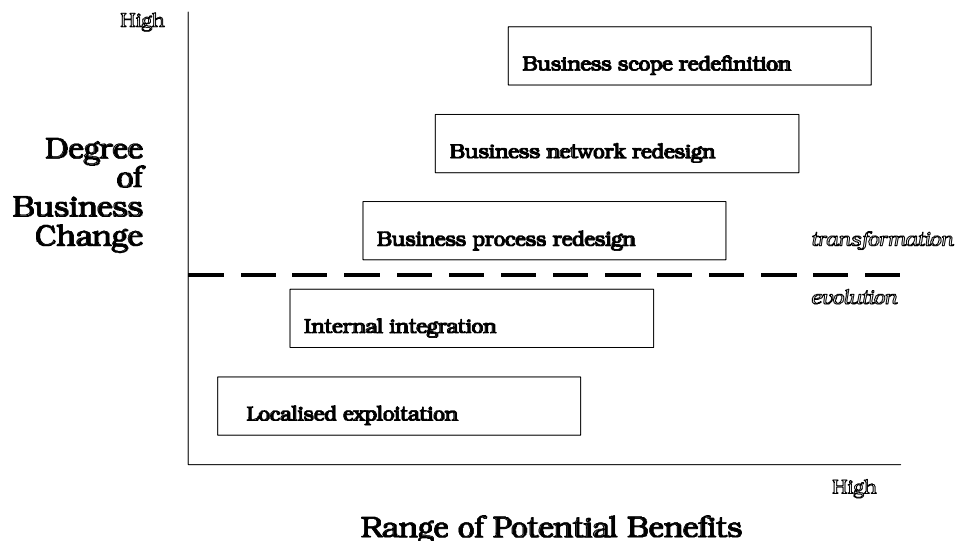 High
Business scope redefinition
Business network redesign
Degree
of
Business
Change
Business process redesign
transformation
evolution
Internal integration
Localised exploitation
High
Range of Potential Benefits